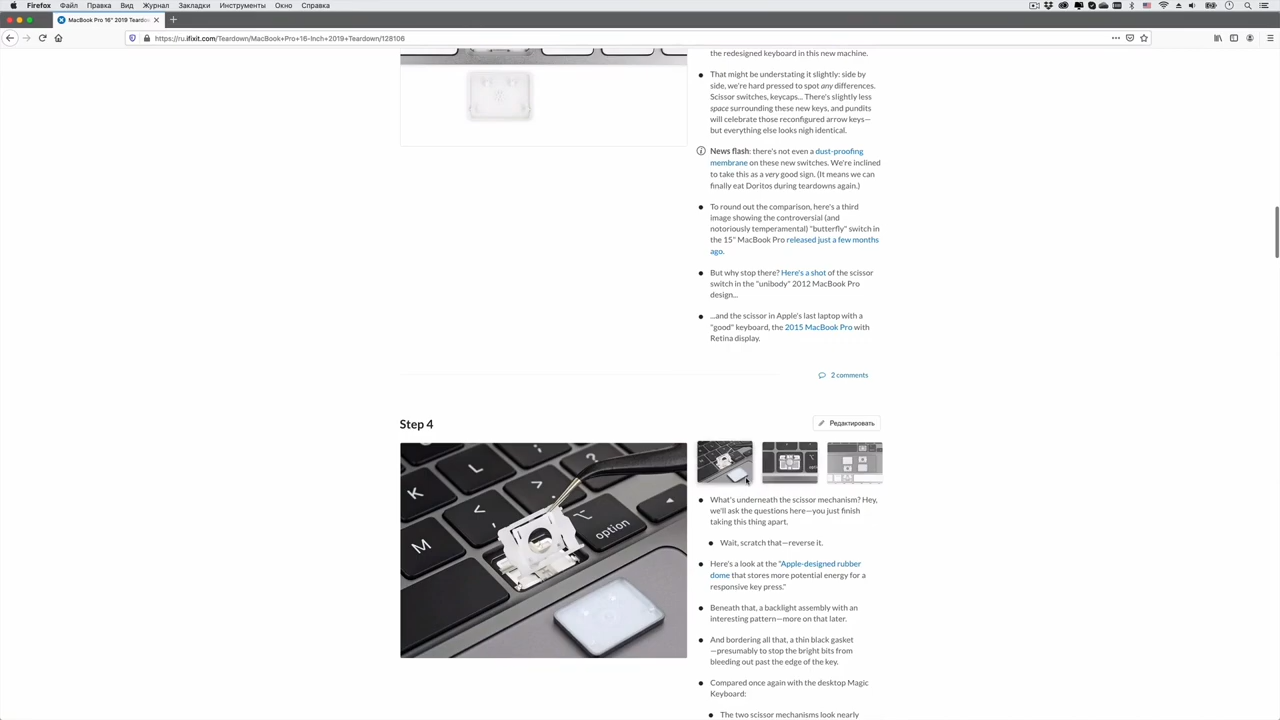 Firefox Файл Правка Вид Журнал Закладки Инструменты Окно Справка
MacBook Pro 16" 2019 Teardo
https://ru.ifixit.com/Teardown/MacBook+Pro+16-Inch+2019+Teardown/128106
the redesigned keyboard in this new machine.
That might be understating it slightly: side by
side, we're hard pressed to spot any differences.
Scissor switches, keycaps... There's slightly less
space surrounding these new keys, and pundits
will celebrate those reconfigured arrow keys—
but everything else looks nigh identical.
News flash: there's not even a dust-proofing
membrane on these new switches. We're inclined
to take this as a very good sign. (It means we can
finally eat Doritos during teardowns again.)
To round out the comparison, here's a third
image showing the controversial (and
notoriously temperamental) "butterfly" switch in
the 15" MacBook Pro released just a few months
ago.
But why stop there? Here's a shot of the scissor
switch in the "unibody" 2012 MacBook Pro
design...
...and the scissor in Apple's last laptop with a
"good" keyboard, the 2015 MacBook Pro with
Retina display.
2 comments
Step 4
Редактировать
K
L
M
<
>
:
?
option
What's underneath the scissor mechanism? Hey,
we'll ask the questions here—you just finish
taking this thing apart.
Wait, scratch that—reverse it.
Here's a look at the "Apple-designed rubber
dome that stores more potential energy for a
responsive key press."
Beneath that, a backlight assembly with an
interesting pattern—more on that later.
And bordering all that, a thin black gasket
—presumably to stop the bright bits from
bleeding out past the edge of the key.
Compared once again with the desktop Magic
Keyboard:
The two scissor mechanisms look nearly